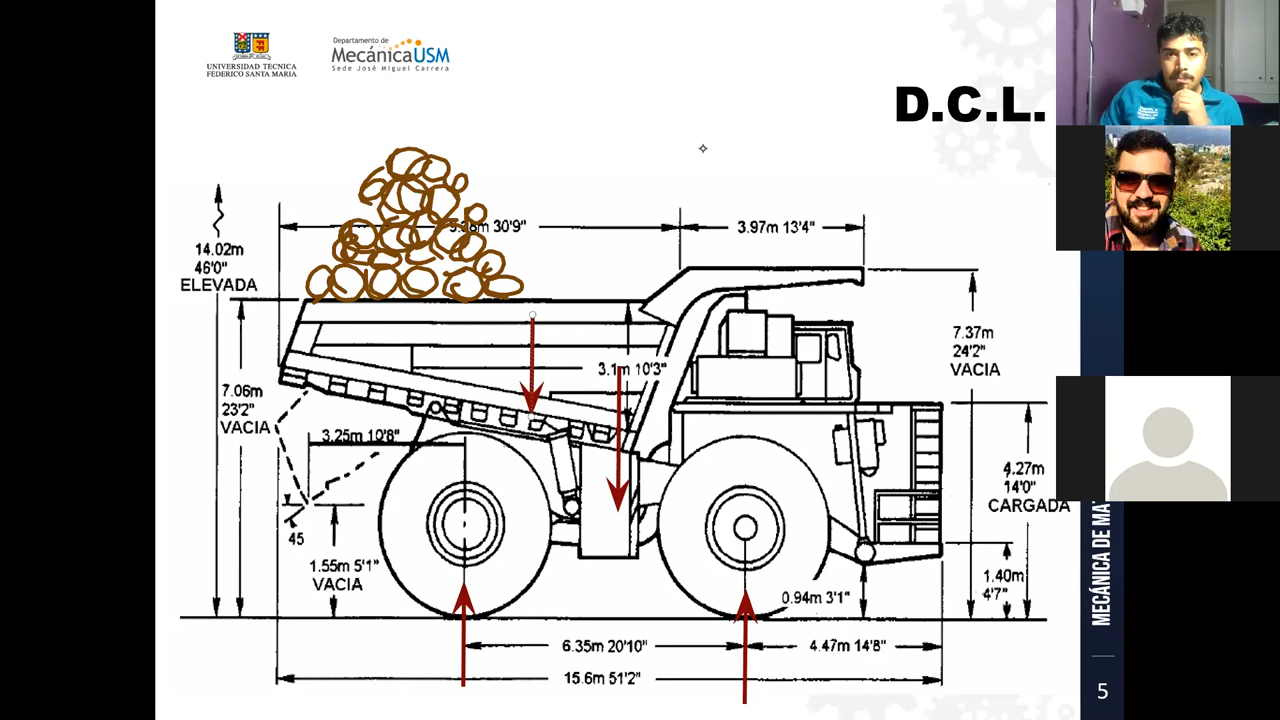 UNIVERSIDAD TECNICA
FEDERICO SANTA MARIA
Departamento de
MecánicaUSM
Sede José Miguel Carrera
D.C.L.
30'9"
3.97m 13'4"
14.02m
46'0"
ELEVADA
7.37m
24'2"
VACIA
3.1m 10'3"
7.06m
23'2"
VACIA
3.25m 10'8"
4.27m
14'0"
CARGADA
45
1.55m 5'1"
VACIA
0.94m 3'1"
1.40m
4'7"
6.35m 20'10"
4.47m 14'8"
15.6m 51'2"
MECÁNICA DE MA
5